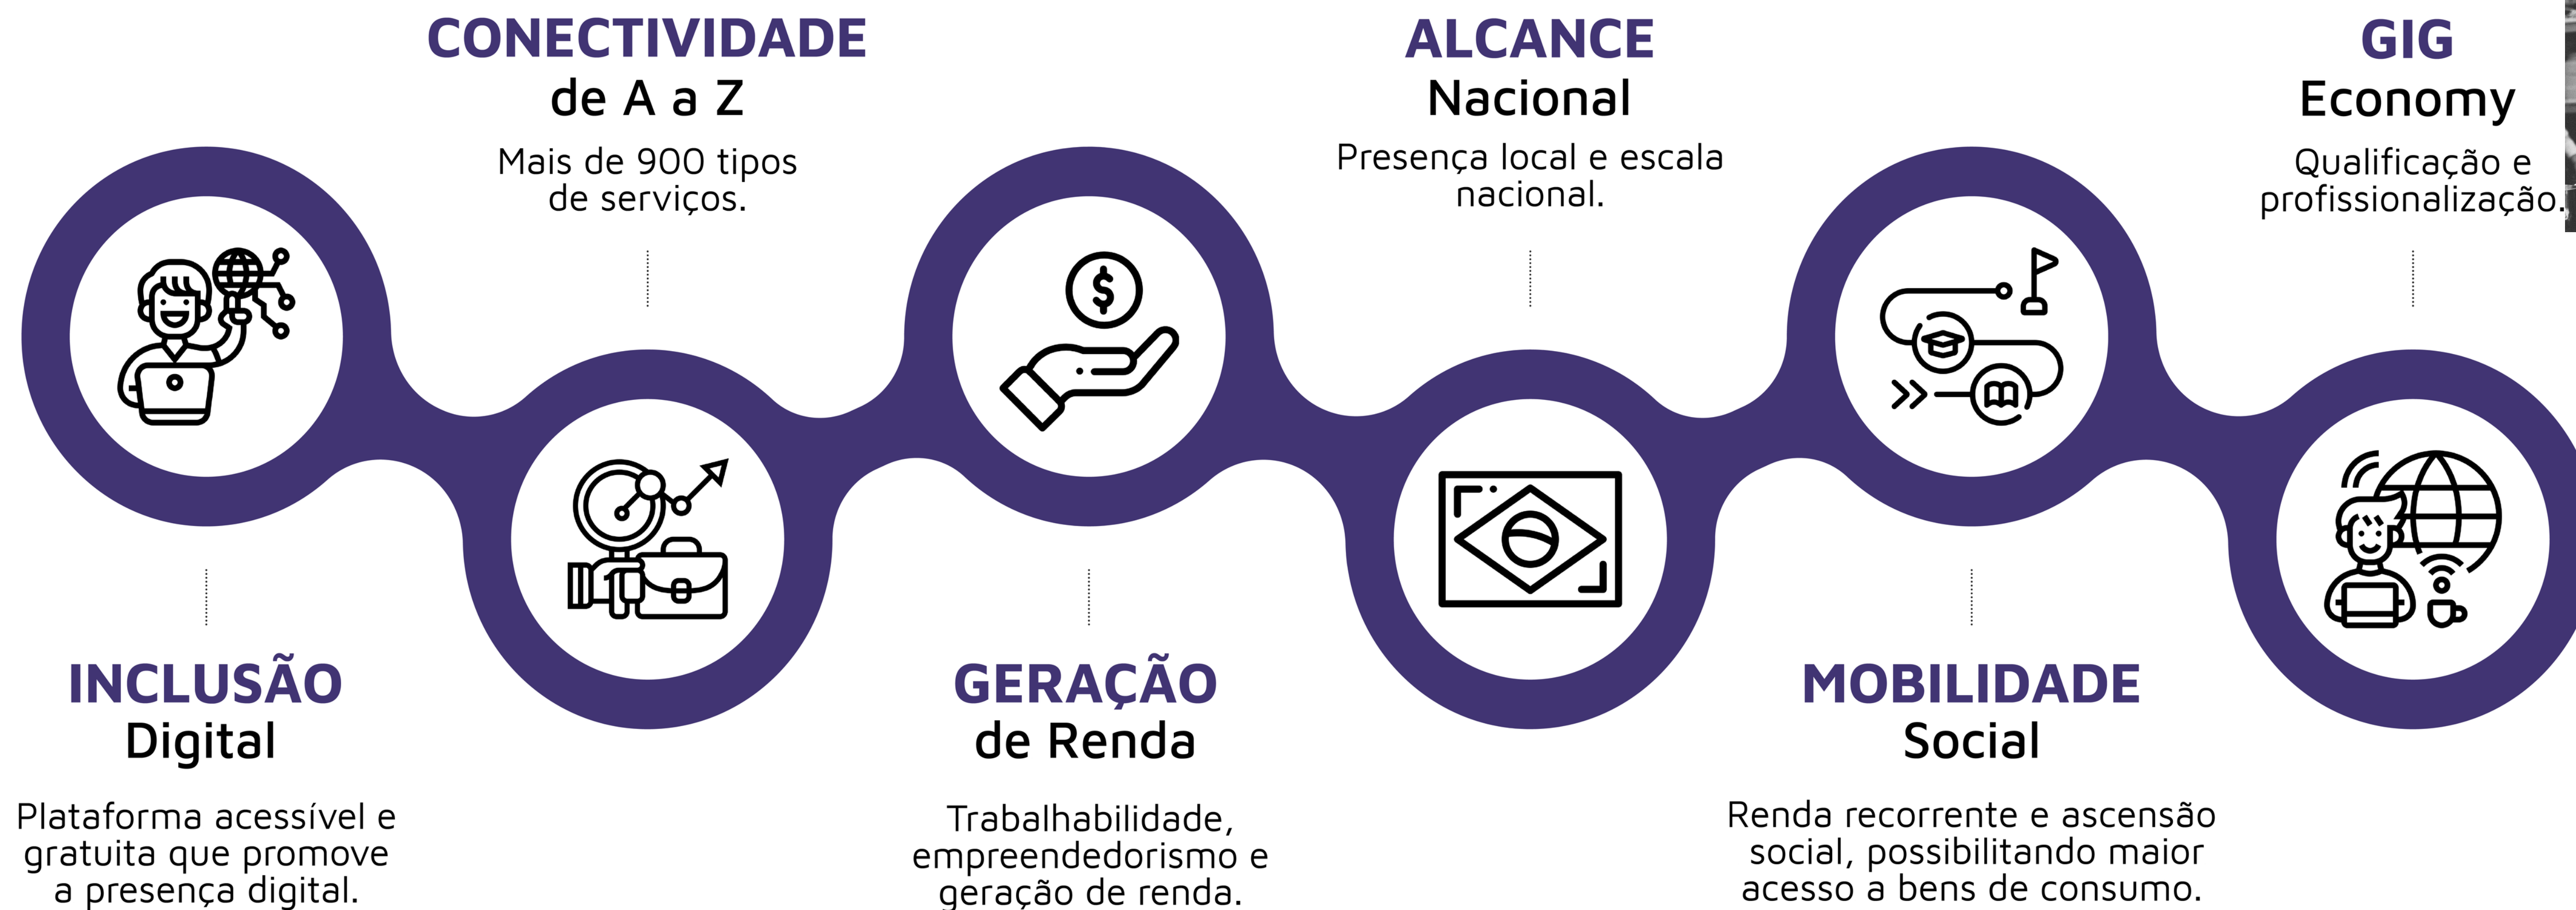 INCLUSÃO
Digital
Plataforma acessível e
gratuita que promove
a presença digital.
CONECTIVIDADE
de A a Z
Mais de 900 tipos
de serviços.
$
GERAÇÃO
de Renda
Trabalhabilidade,
empreendedorismo e
geração de renda.
ALCANCE
Nacional
Presença local e escala
nacional.
MOBILIDADE
Social
Renda recorrente e ascensão
social, possibilitando maior
acesso a bens de consumo.
GIG
Economy
Qualificação e
profissionalização.